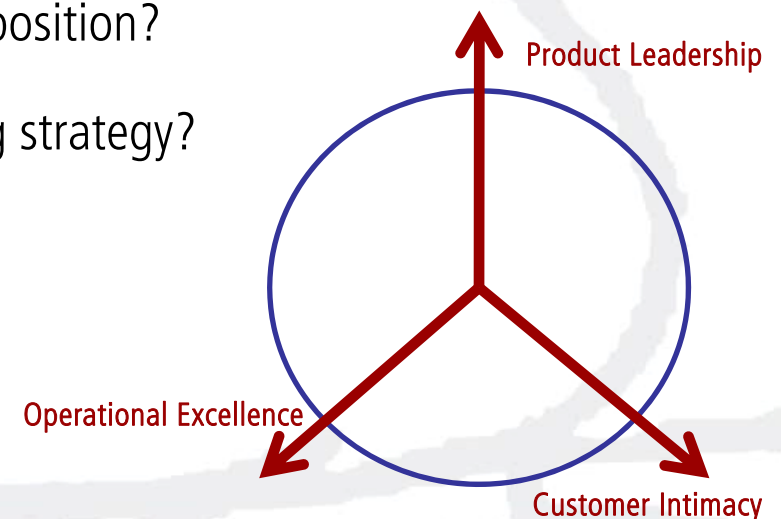 position?
Product Leadership
g strategy?
Operational Excellence
Customer Intimacy